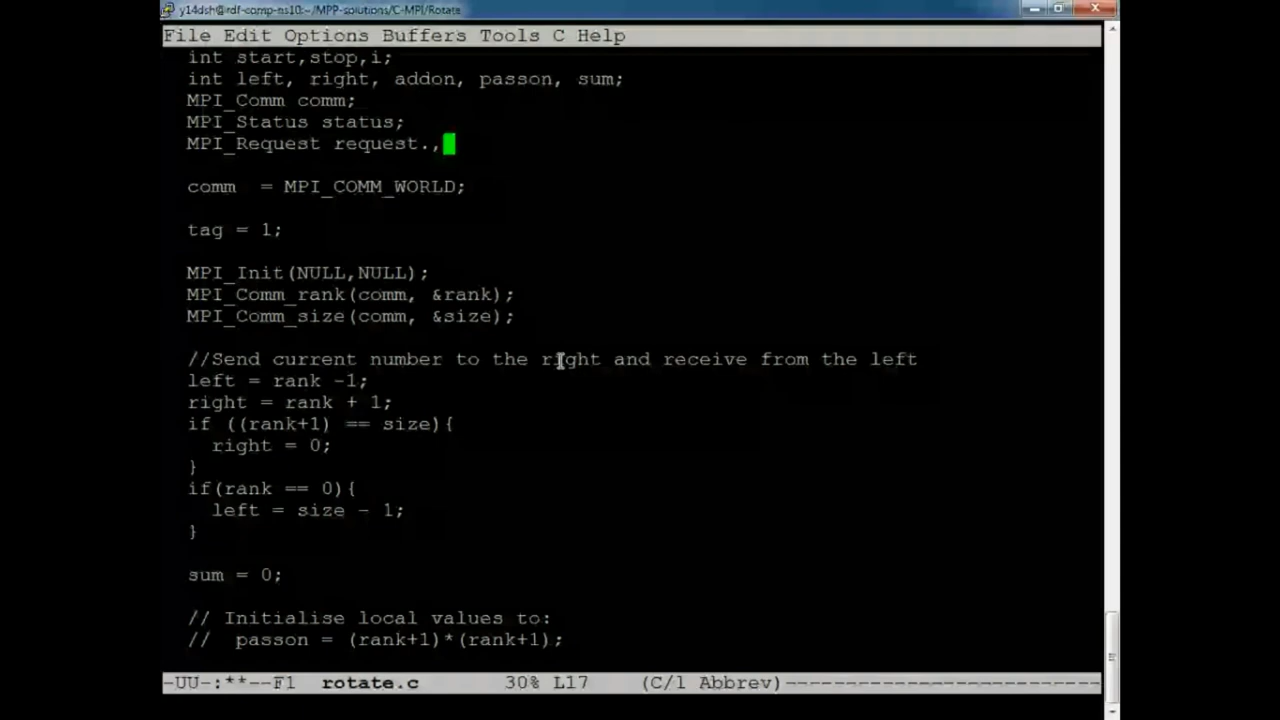 y14dsh@rdf-comp-ns10:~/MPP-solutions/C-MPI/Rotate
File Edit Options Buffers Tools C Help
int start,stop,i;
int left, right, addon, passon, sum;
MPI_Comm comm;
MPI_Status status;
MPI_Request request.,
comm  = MPI_COMM_WORLD;
tag = 1;
MPI_Init(NULL,NULL);
MPI_Comm_rank(comm, &rank);
MPI_Comm_size(comm, &size);
//Send current number to the right and receive from the left
left = rank -1;
right = rank + 1;
if ((rank+1) == size){
right = 0;
}
if(rank == 0){
left = size - 1;
}
sum = 0;
// Initialise local values to:
//  passon = (rank+1)*(rank+1);
-UU-:**--F1  rotate.c       30% L17    (C/l Abbrev)--------------------------